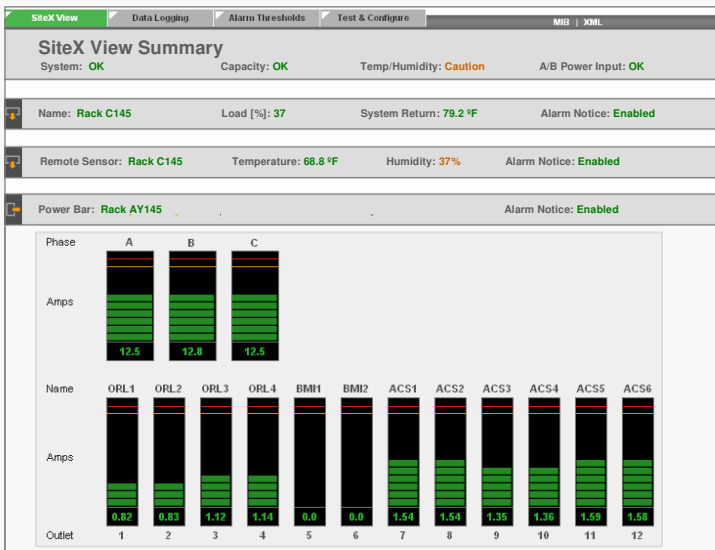 SiteX View Data Logging Alarm Thresholds Test & Configure MIB | XML
SiteX View Summary
System: OK Capacity: OK Temp/Humidity: Caution A/B Power Input: OK
Name: Rack C145 Load [%]: 37 System Return: 79.2 ºF Alarm Notice: Enabled
Remote Sensor: Rack C145 Temperature: 68.8 ºF Humidity: 37% Alarm Notice: Enabled
Power Bar: Rack AY145 Alarm Notice: Enabled
Phase A B C
Amps
12.5 12.8 12.5
Name ORL1 ORL2 ORL3 ORL4 BMI1 BMI2 ACS1 ACS2 ACS3 ACS4 ACS5 ACS6
Amps
0.82 0.83 1.12 1.14 0.0 0.0 1.54 1.54 1.35 1.36 1.59 1.58
Outlet 1 2 3 4 5 6 7 8 9 10 11 12